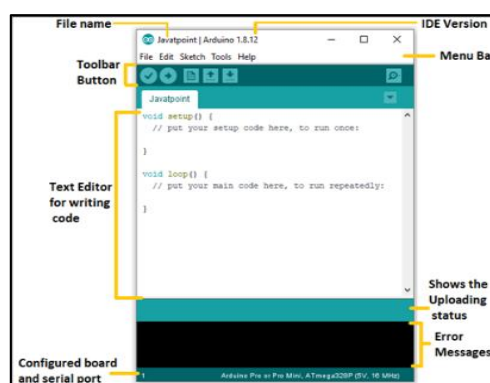 File name
IDE Version
Javatpoint | Arduino 1.8.12
File Edit Sketch Tools Help
Menu Ba
Toolbar
Button
Javatpoint
void setup() {
// put your setup code here, to run once:
}
void loop() {
// put your main code here, to run repeatedly:
}
Text Editor
for writing
code
Shows the
Uploading
status
Error
Messages
Configured board
and serial port
1
Arduino Pro or Pro Mini, ATmega328P (5V, 16 MHz)